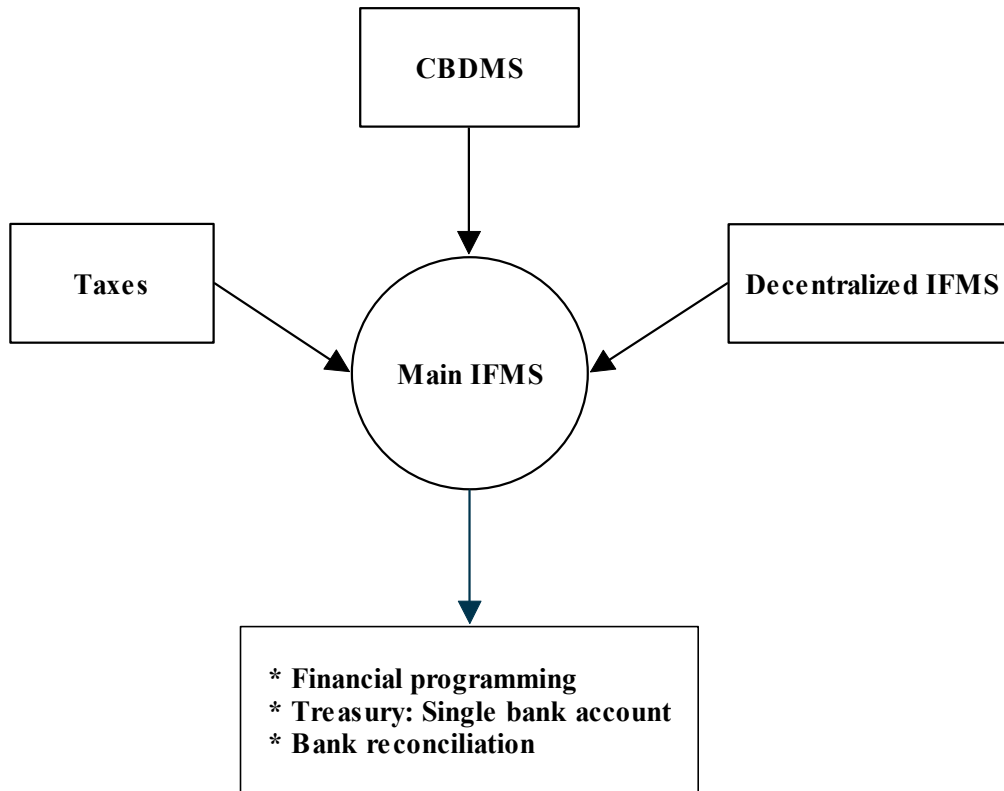 CBDMS
Taxes
Decentralized IFMS
Main IFMS
* Financial programming
* Treasury: Single bank account
* Bank reconciliation